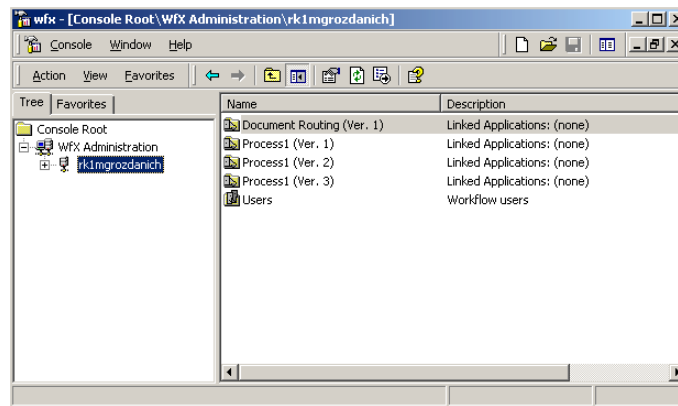 wfx - [Console Root\WfX Administration\rk1mgrozdanich]
Console Window Help
Action View Favorites
Tree Favorites
Console Root
WfX Administration
rk1mgrozdanich
Name Description
Document Routing (Ver. 1) Linked Applications: (none)
Process1 (Ver. 1) Linked Applications: (none)
Process1 (Ver. 2) Linked Applications: (none)
Process1 (Ver. 3) Linked Applications: (none)
Users Workflow users